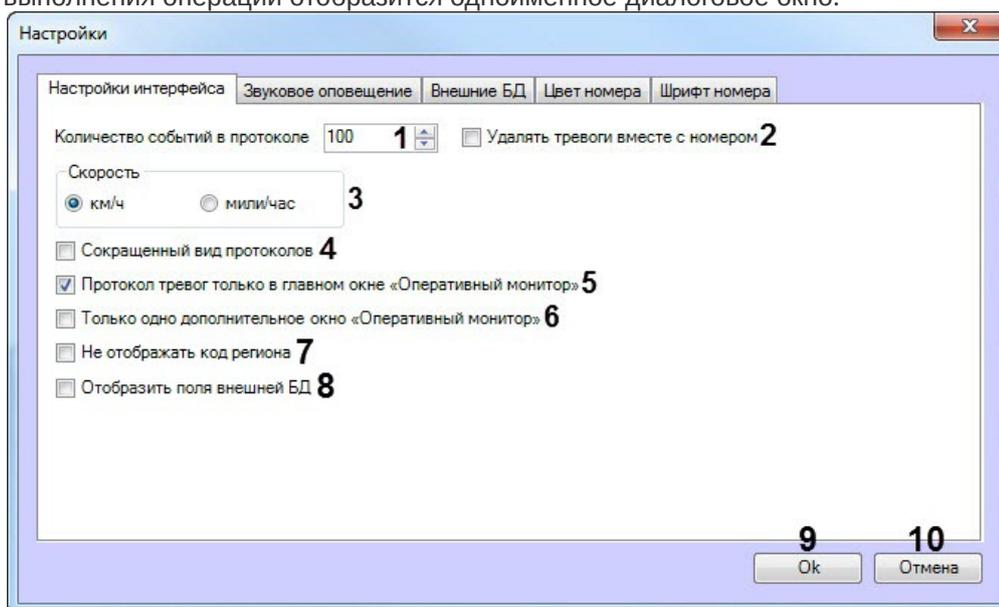 выполнения операции отобразится одноименное диалоговое окно.
Настройки
Настройки интерфейса Звуковое оповещение Внешние БД Цвет номера Шрифт номера
Количество событий в протоколе 100 1 Удалять тревоги вместе с номером 2
Скорость
км/ч мили/час 3
Сокращенный вид протоколов 4
Протокол тревог только в главном окне «Оперативный монитор» 5
Только одно дополнительное окно «Оперативный монитор» 6
Не отображать код региона 7
Отобразить поля внешней БД 8
9 10
Ok Отмена